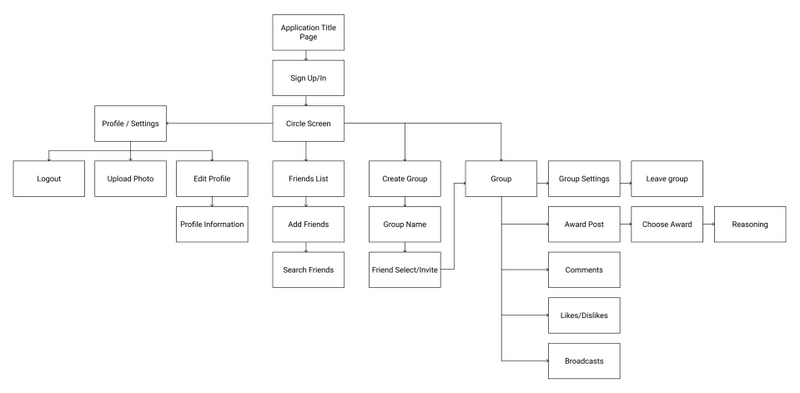 Application Title
Page
Sign Up/In
Profile / Settings
Circle Screen
Logout
Upload Photo
Edit Profile
Friends List
Create Group
Group
Group Settings
Leave group
Profile Information
Add Friends
Group Name
Award Post
Choose Award
Reasoning
Search Friends
Friend Select/Invite
Comments
Likes/Dislikes
Broadcasts